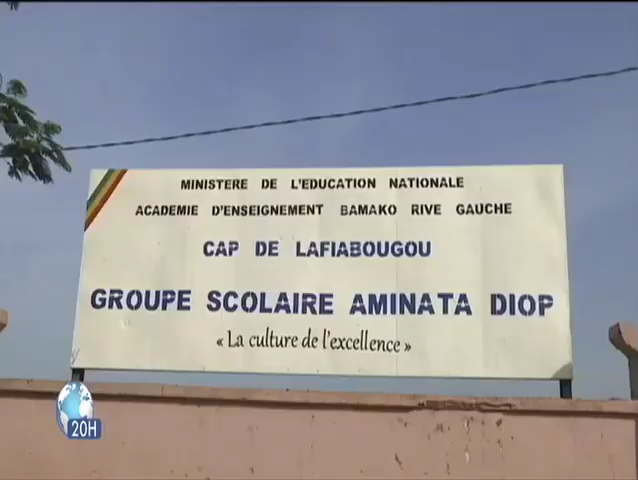 MINISTERE DE L'EDUCATION NATIONALE
ACADEMIE D'ENSEIGNEMENT BAMAKO RIVE GAUCHE
CAP DE LAFIABOUGOU
GROUPE SCOLAIRE AMINATA DIOP
« La culture de l'excellence »
20H